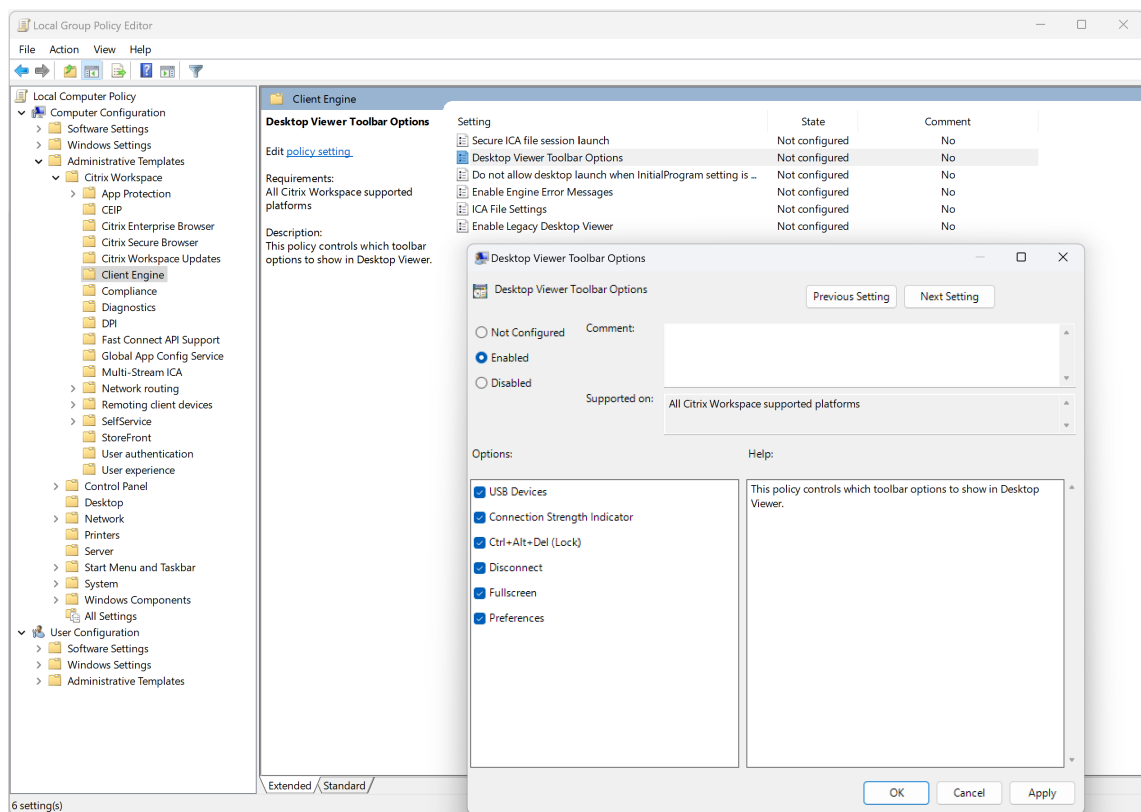 Local Group Policy Editor
File Action View Help
Local Computer Policy
Computer Configuration
Software Settings
Windows Settings
Administrative Templates
Citrix Workspace
App Protection
CEIP
Citrix Enterprise Browser
Citrix Secure Browser
Citrix Workspace Updates
Client Engine
Compliance
Diagnostics
DPI
Fast Connect API Support
Global App Config Service
Multi-Stream ICA
Network routing
Remoting client devices
SelfService
StoreFront
User authentication
User experience
Control Panel
Desktop
Network
Printers
Server
Start Menu and Taskbar
System
Windows Components
All Settings
User Configuration
Software Settings
Windows Settings
Administrative Templates
Client Engine
Desktop Viewer Toolbar Options
Edit policy setting
Requirements:
All Citrix Workspace supported
platforms
Description:
This policy controls which toolbar
options to show in Desktop Viewer.
Setting State Comment
Secure ICA file session launch Not configured No
Desktop Viewer Toolbar Options Not configured No
Do not allow desktop launch when InitialProgram setting is ... Not configured No
Enable Engine Error Messages Not configured No
ICA File Settings Not configured No
Enable Legacy Desktop Viewer Not configured No
Desktop Viewer Toolbar Options
Desktop Viewer Toolbar Options
Previous Setting Next Setting
Not Configured Comment:
Enabled
Disabled
Supported on: All Citrix Workspace supported platforms
Options: Help:
USB Devices
Connection Strength Indicator
Ctrl+Alt+Del (Lock)
Disconnect
Fullscreen
Preferences
This policy controls which toolbar options to show in Desktop
Viewer.
OK Cancel Apply
Extended Standard
6 setting(s)